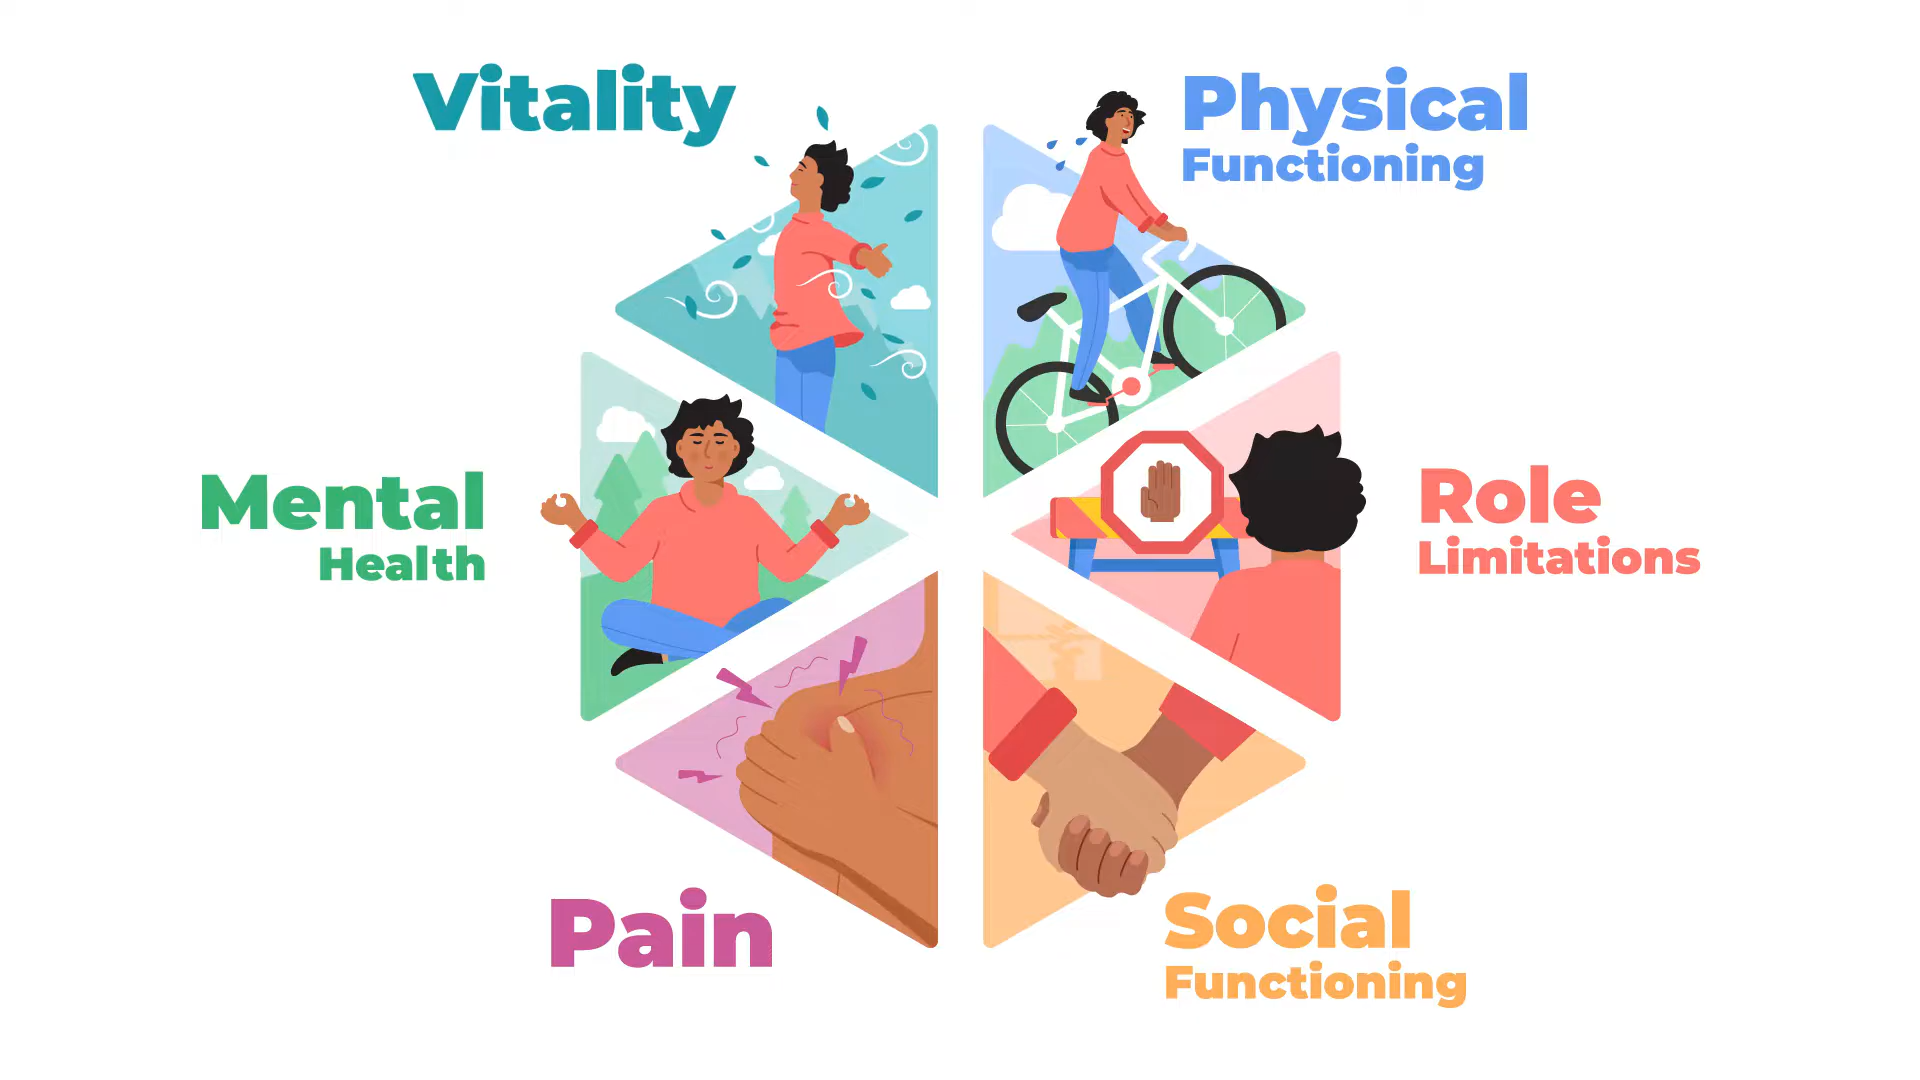 Vitality
Physical
Functioning
Mental
Health
Role
Limitations
Pain
Social
Functioning